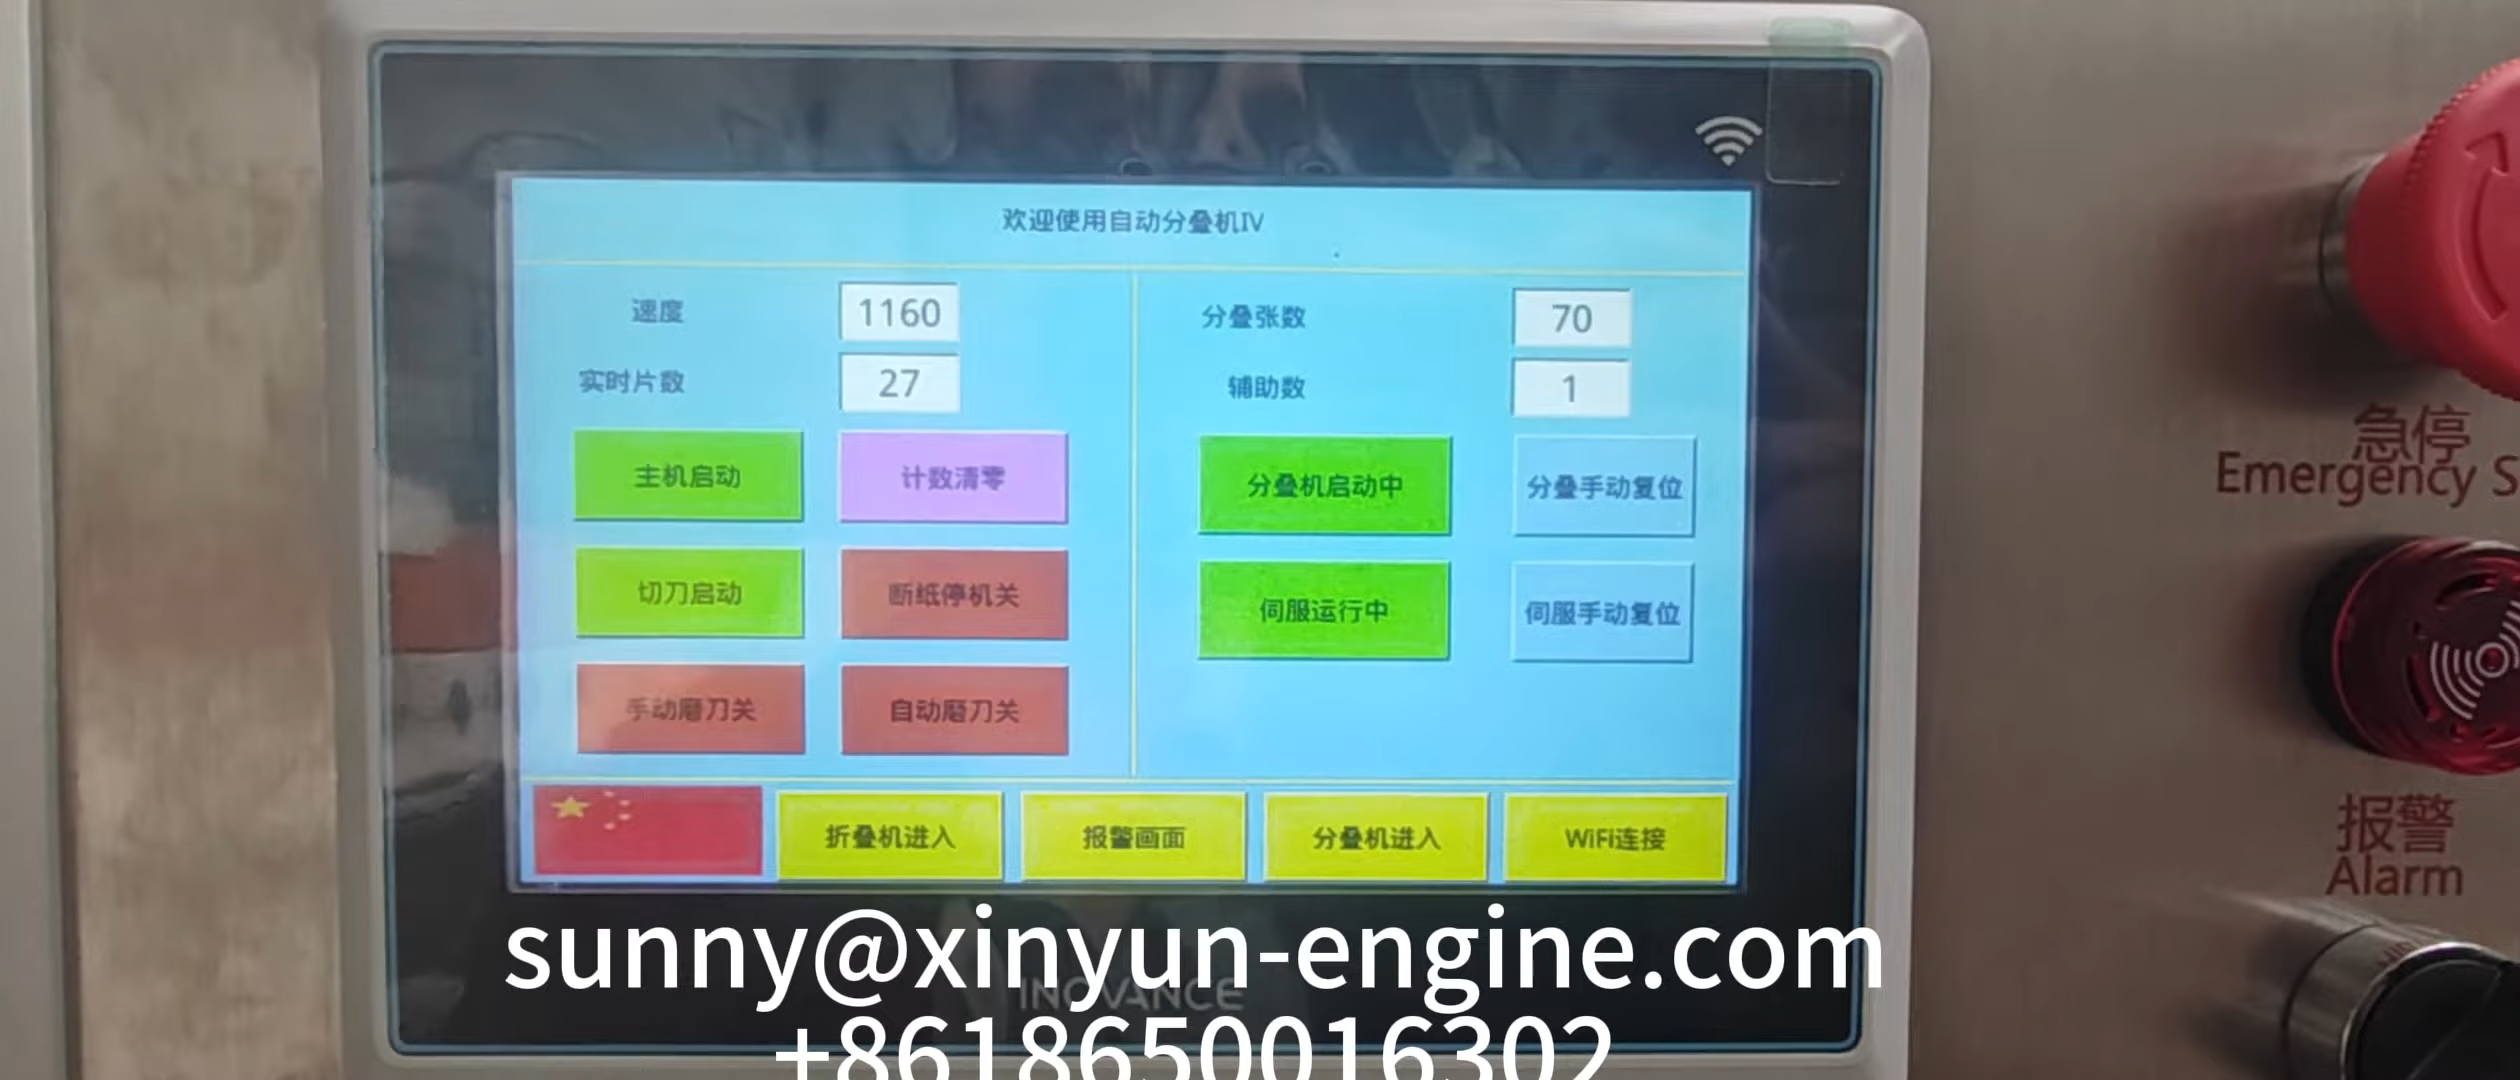 欢迎使用自动分叠机IV
速度 1160
实时片数 27
主机启动 计数清零
切刀启动 断纸停机关
手动磨刀关 自动磨刀关
分叠张数 70
辅助数 1
分叠机启动中 分叠手动复位
伺服运行中 伺服手动复位
折叠机进入 报警画面 分叠机进入 WiFi连接
急停
Emergency S
报警
Alarm
INOVANCE
sunny@xinyun-engine.com
+8618650016302